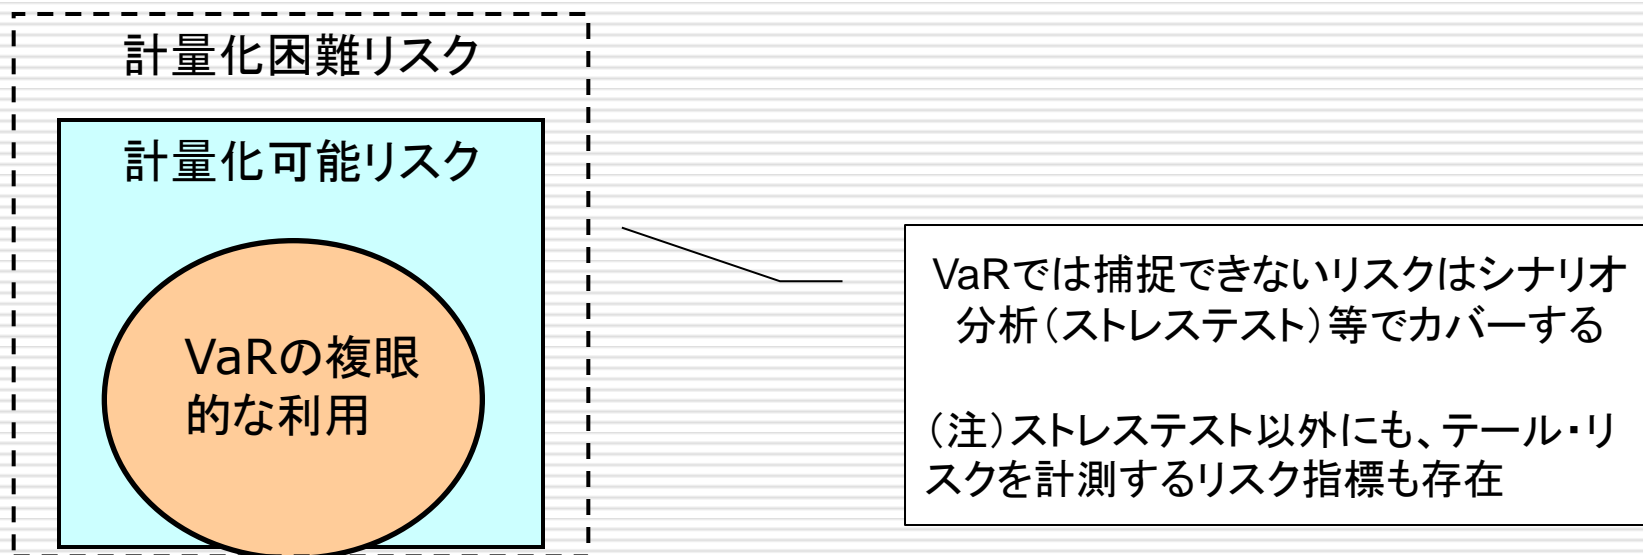 計量化困難リスク
計量化可能リスク
VaRの複眼
的な利用
VaRでは捕捉できないリスクはシナリオ
分析(ストレステスト)等でカバーする
(注)ストレステスト以外にも、テール・リ
スクを計測するリスク指標も存在